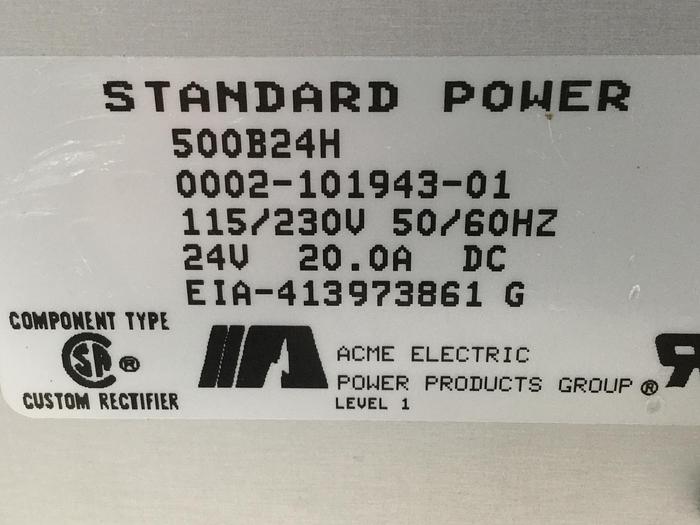 STANDARD POWER
500B24H
0002-101943-01
115/230V 50/60HZ
24V 20.0A DC
EIA-413973861 G
COMPONENT TYPE
SA ®
CUSTOM RECTIFIER
ACME ELECTRIC
POWER PRODUCTS GROUP ®
LEVEL 1